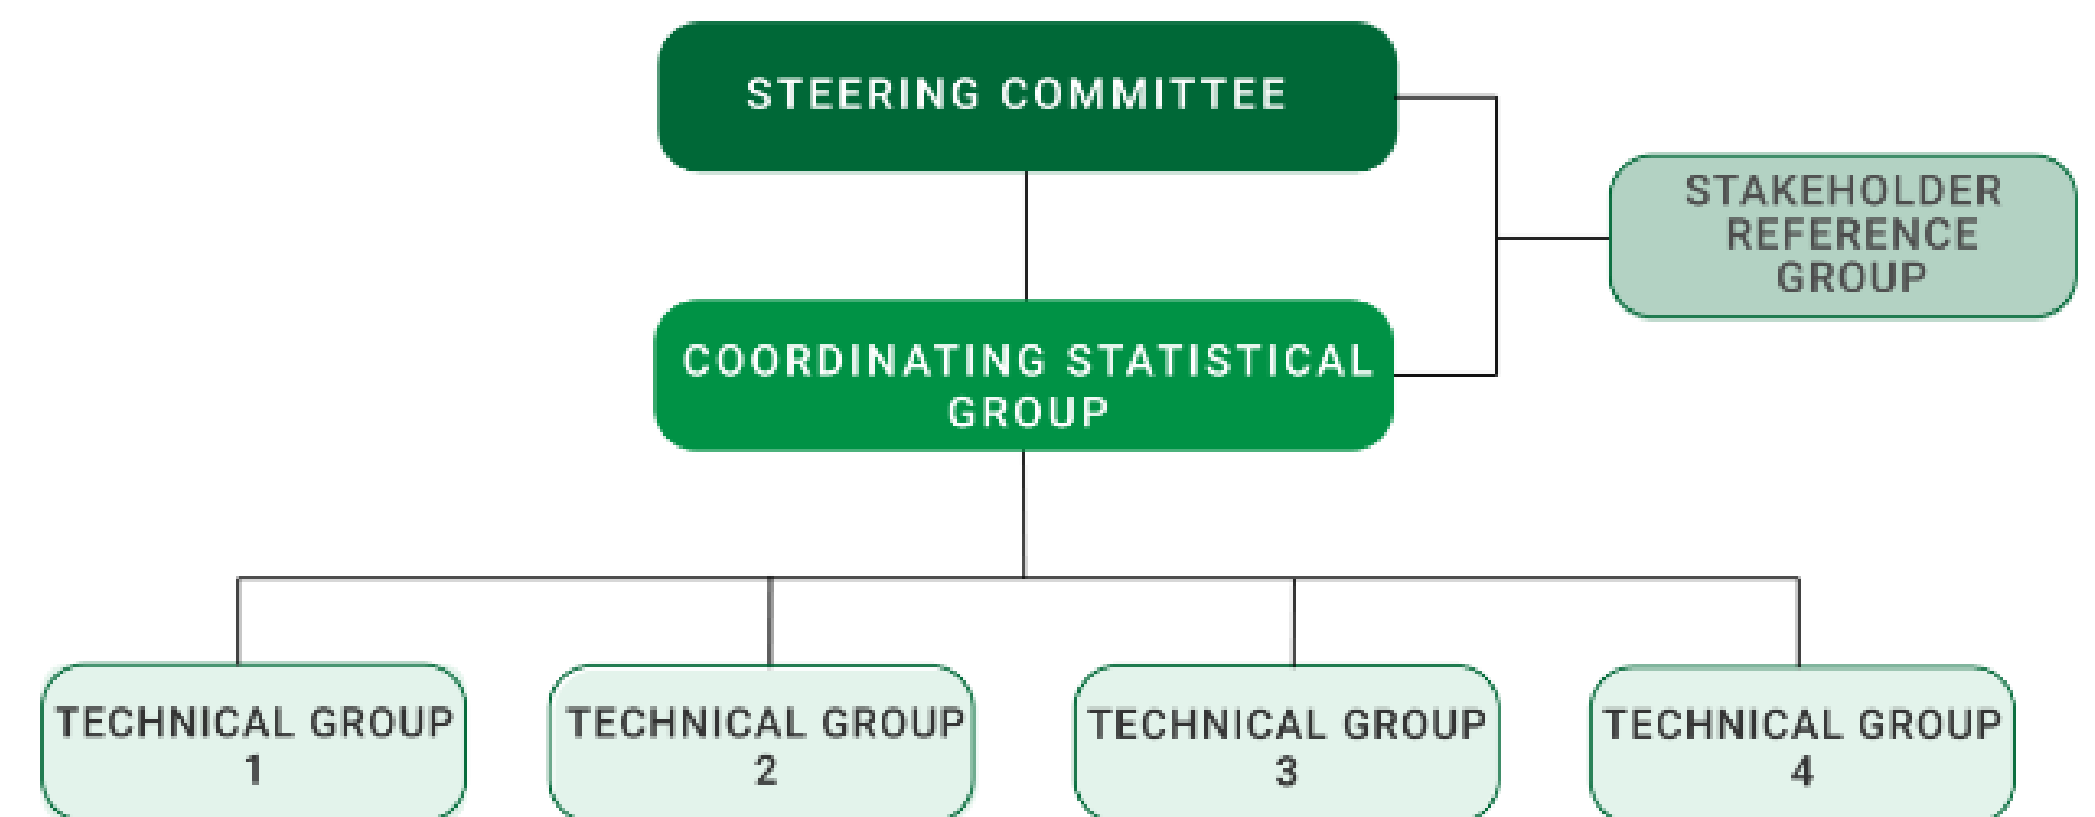 STEERING COMMITTEE
STAKEHOLDER
REFERENCE
GROUP
COORDINATING STATISTICAL
GROUP
TECHNICAL GROUP
1
TECHNICAL GROUP
2
TECHNICAL GROUP
3
TECHNICAL GROUP
4